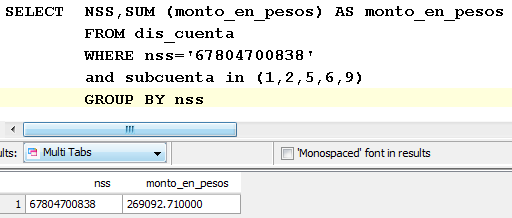 SELECT NSS,SUM (monto_en_pesos) AS monto_en_pesos
FROM dis_cuenta
WHERE nss='67804700838'
and subcuenta in (1,2,5,6,9)
GROUP BY nss
lts: Multi Tabs 'Monospaced' font in results
nss monto_en_pesos
1 67804700838 269092.710000